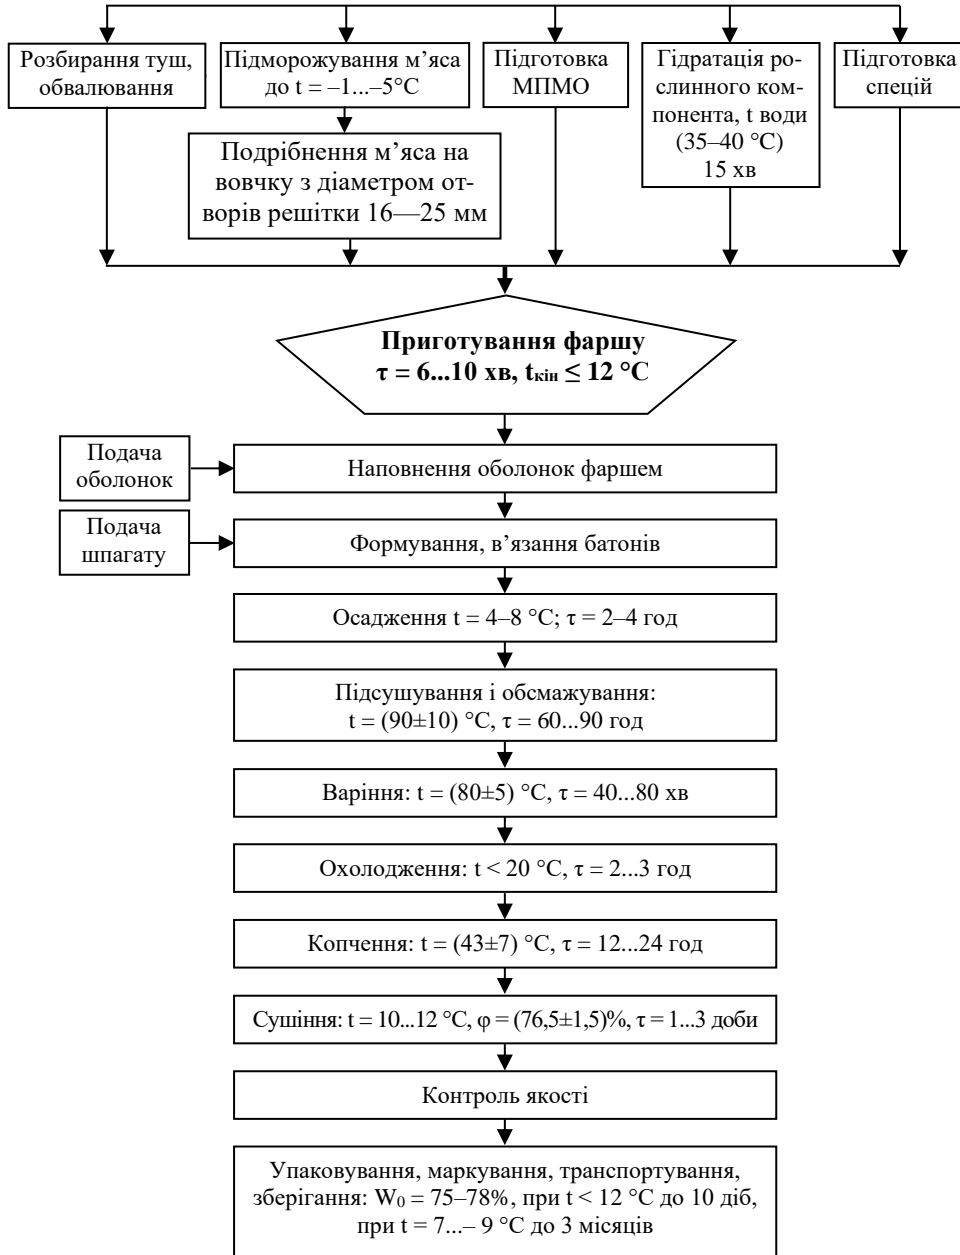 Розбирання туш,
обвалювання
Підморожування м’яса
до t = –1...–5°C
Підготовка
МПМО
Гідратація ро-
слинного ком-
понента, t води
(35–40 °C)
15 хв
Підготовка
спецій
Подрібнення м’яса на
вовчку з діаметром от-
ворів решітки 16—25 мм
Приготування фаршу
τ = 6...10 хв, tкін ≤ 12 °C
Подача
оболонок
Наповнення оболонок фаршем
Подача
шпагату
Формування, в’язання батонів
Осадження t = 4–8 °C; τ = 2–4 год
Підсушування і обсмажування:
t = (90±10) °C, τ = 60...90 год
Варіння: t = (80±5) °C, τ = 40...80 хв
Охолодження: t < 20 °C, τ = 2...3 год
Копчення: t = (43±7) °C, τ = 12...24 год
Сушіння: t = 10...12 °C, φ = (76,5±1,5)%, τ = 1...3 доби
Контроль якості
Упаковування, маркування, транспортування,
зберігання: W₀ = 75–78%, при t < 12 °C до 10 діб,
при t = 7...– 9 °C до 3 місяців